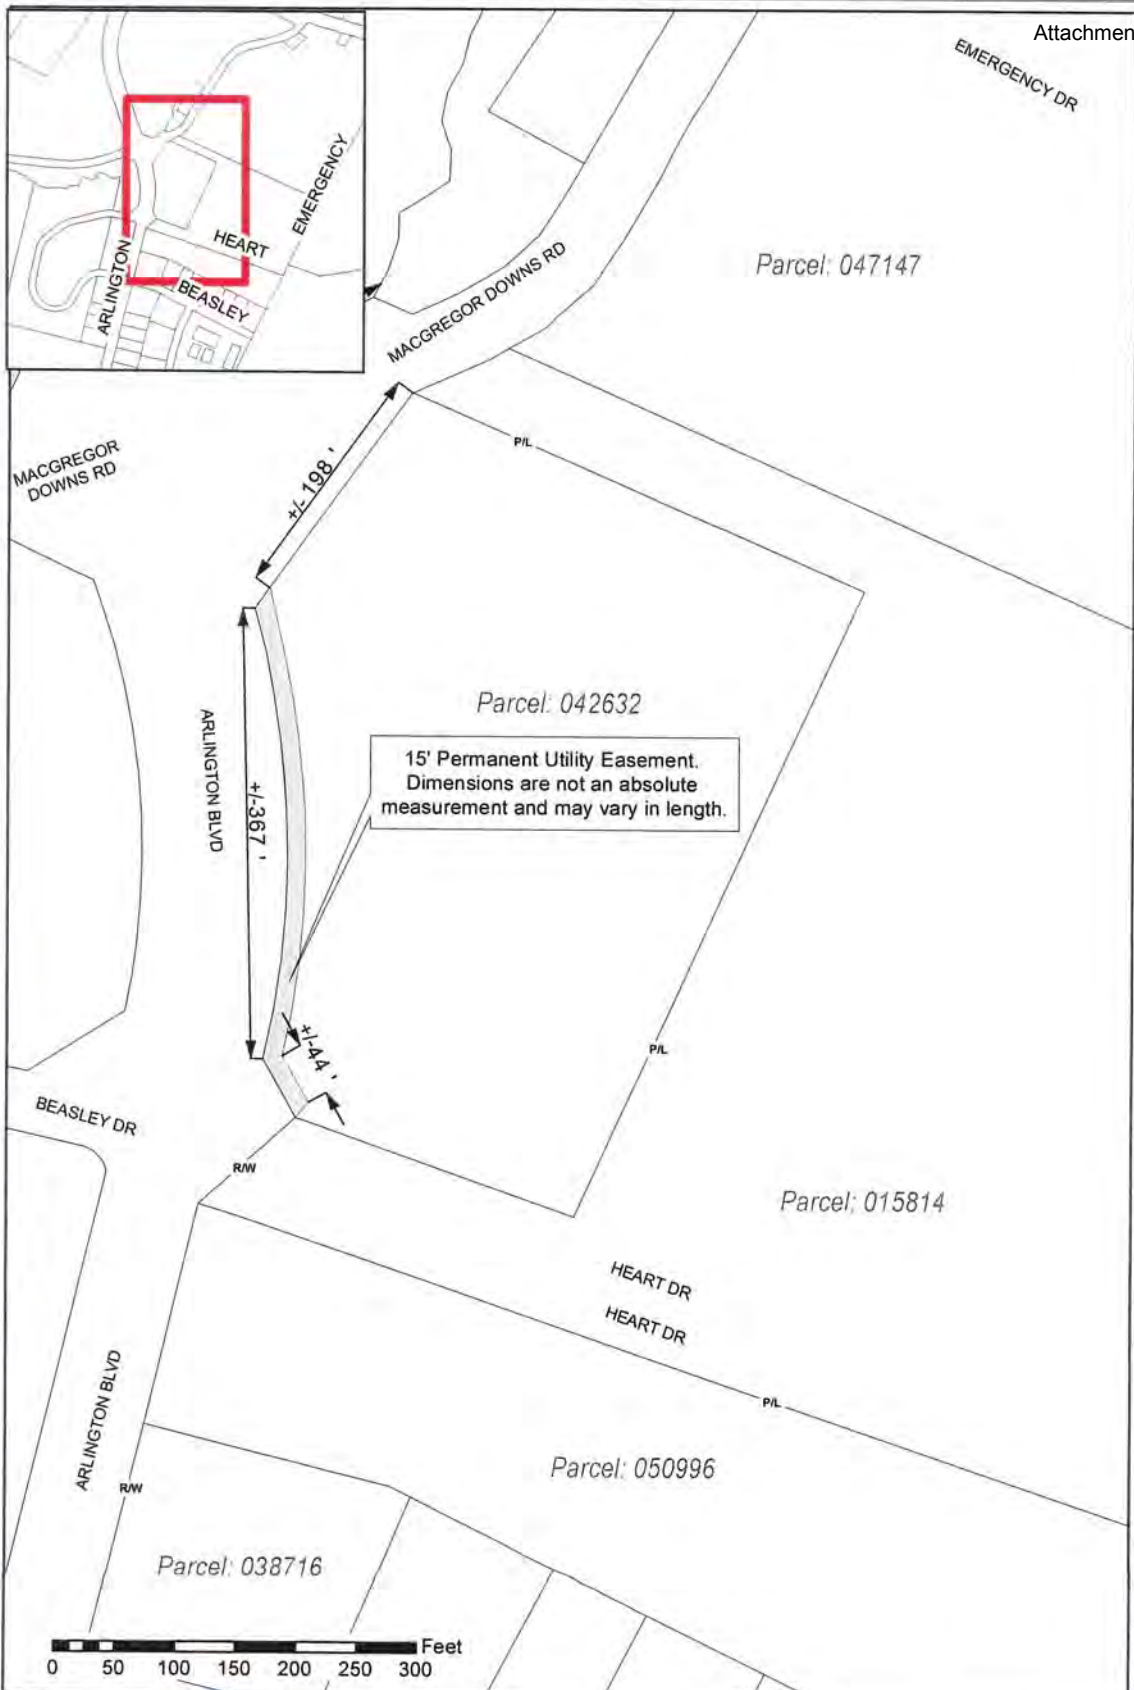 Attachmen
EMERGENCY DR
EMERGENCY
HEART
ARLINGTON
BEASLEY
MACGREGOR DOWNS RD
Parcel: 047147
MACGREGOR
DOWNS RD
P/L
+/- 198 '
Parcel: 042632
ARLINGTON BLVD
+/-367 '
15' Permanent Utility Easement.
Dimensions are not an absolute
measurement and may vary in length.
+/-44 '
P/L
BEASLEY DR
R/W
Parcel: 015814
HEART DR
HEART DR
ARLINGTON BLVD
P/L
R/W
Parcel: 050996
Parcel: 038716
Feet
0 50 100 150 200 250 300